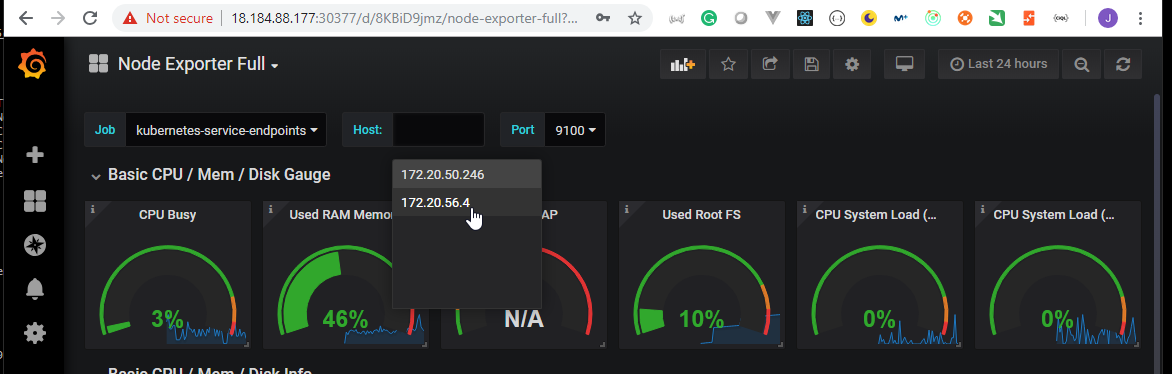 Not secure | 18.184.88.177:30377/d/8KBiD9jmz/node-exporter-full?...
J
Node Exporter Full
Last 24 hours
Job kubernetes-service-endpoints Host: Port 9100
Basic CPU / Mem / Disk Gauge
172.20.50.246
172.20.56.4
CPU Busy
3%
Used RAM Memor
46%
AP
N/A
Used Root FS
10%
CPU System Load (...
0%
CPU System Load (...
0%
Basic CPU / Mem / Disk Info